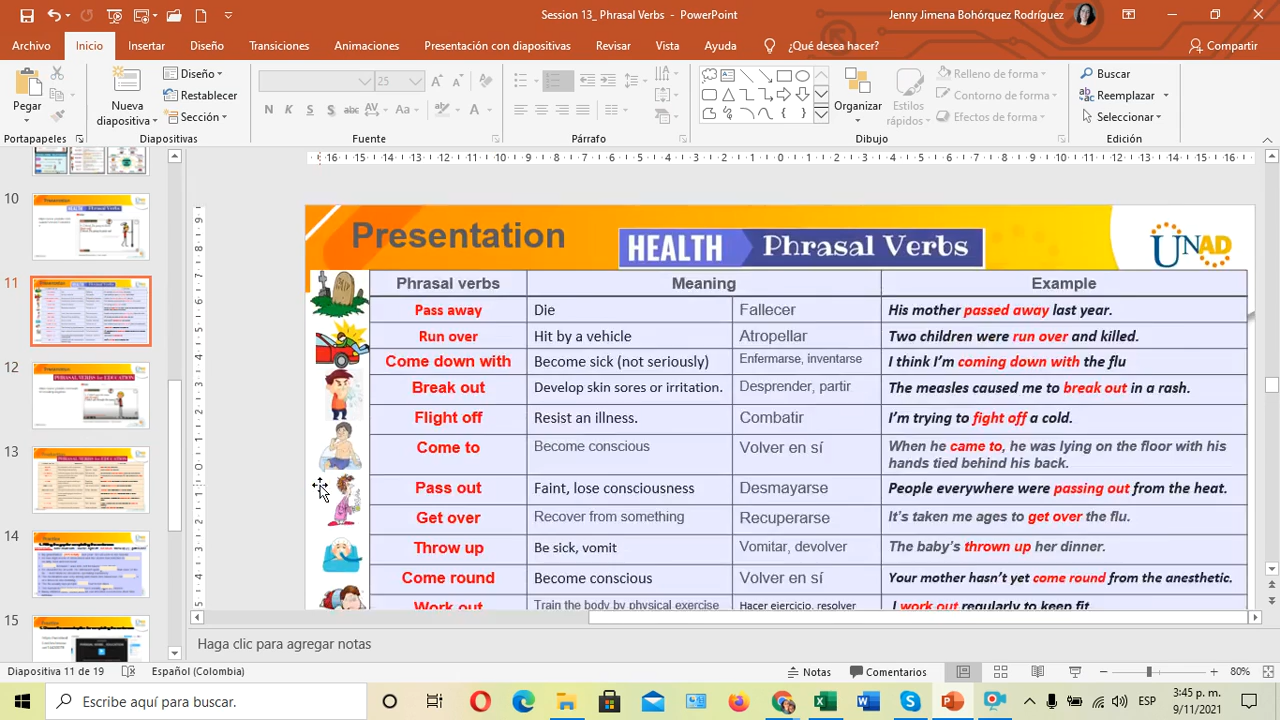 Sesion 13_ Phrasal Verbs - PowerPoint
Jenny Jimena Bohórquez Rodríguez
Archivo Inicio Insertar Diseño Transiciones Animaciones Presentación con diapositivas Revisar Vista Ayuda ¿Qué desea hacer? Compartir
Pegar
Nueva diapositiva
Diseño
Restablecer
Sección
25
N K S S abc AV Aa A
Organizar
Estilos rápidos
Relleno de forma
Contorno de forma
Efectos de forma
Buscar
Reemplazar
Seleccionar
Portapapeles Diapositivas Fuente Párrafo Dibujo Edición
10
11
12
13
14
15
Presentation
HEALTH Phrasal Verbs
UNAD
Phrasal verbs Meaning Example
Pass away Die His mother passed away last year.
Run over Hit by a vehicle Atropellar Two children were run over and killed.
Come down with Become sick (not seriously) Enfermarse, inventarse I think I'm coming down with the flu
Break out Develop skin sores or irritation. Desprender, partir The measles caused me to break out in a rash.
Flight off Resist an illness. Combatir I'm trying to fight off a cold.
Come to Become conscious Volver en sí When he came to, he was lying on the floor with his
hands tied behind his back.
Pass out lose consciousness People everywhere were passing out from the heat.
Get over Recover from something Recuperarse It's taken me ages to get over the flu.
Throw up Be sick, vomit The baby's thrown up her dinner.
Come round Become conscious Your mother hasn't yet come round from the anesthetic.
Work out Train the body by physical exercise Hacer ejercicio, resolver I work out regularly to keep fit
Haga clic para agregar notas
Diapositiva 11 de 19 Español (Colombia) Notas Comentarios 80%
Escribe aquí para buscar.
ESP
3:45 p. m.
9/11/2021